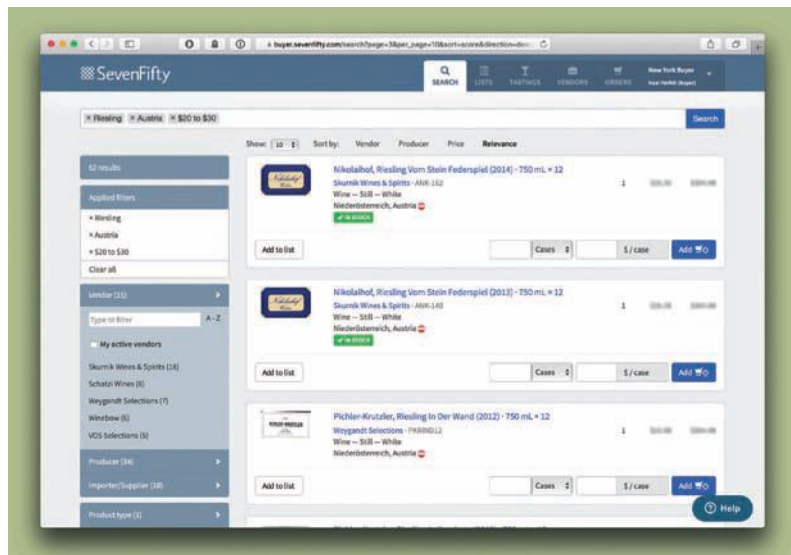 buyer.sevenfifty.com/search?page=3&per_page=10&sort=score&direction=desc
SevenFifty
SEARCH
LISTS
TASTINGS
VENDORS
ORDERS
New York Buyer
× Riesling × Austria × $20 to $30
Search
Show: 10 Sort by: Vendor Producer Price Relevance
62 results
Applied filters
× Riesling
× Austria
× $20 to $30
Clear all
Vendor (15)
Type to filter A - Z
My active vendors
Skurnik Wines & Spirits (18)
Schatzi Wines (8)
Weygandt Selections (7)
Winebow (6)
VOS Selections (5)
Producer (34)
Importer/Supplier (18)
Product type (1)
Nikolaihof, Riesling Vom Stein Federspiel (2014) - 750 mL × 12
Skurnik Wines & Spirits - ANK-152
Wine — Still — White
Niederösterreich, Austria
IN STOCK
1
Add to list
Cases
$ / case
Add
Nikolaihof, Riesling Vom Stein Federspiel (2013) - 750 mL × 12
Skurnik Wines & Spirits - ANK-140
Wine — Still — White
Niederösterreich, Austria
IN STOCK
1
Add to list
Cases
$ / case
Add
PICHLER-KRUTZLER
Pichler-Krutzler, Riesling In Der Wand (2012) - 750 mL × 12
Weygandt Selections - PKRIND12
Wine — Still — White
Niederösterreich, Austria
1
Add to list
Cases
$ / case
Add
Help